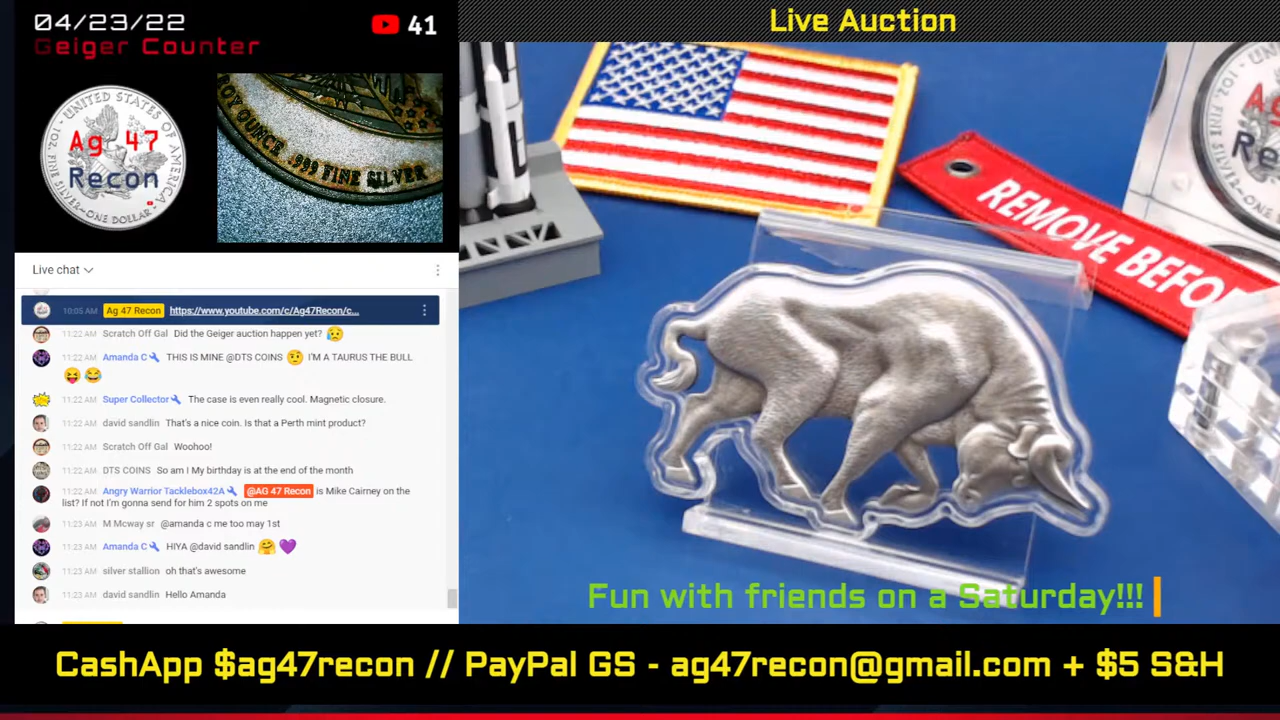 04/23/22
41
Geiger Counter
UNITED STATES OF AMERICA
1 OZ. FINE SILVER~ONE DOLLAR
Ag 47
Recon
OY OUNCE .999 FINE SILVER
Live chat
10:05 AM Ag 47 Recon https://www.youtube.com/c/Ag47Recon/c...
11:22 AM Scratch Off Gal Did the Geiger auction happen yet? 😥
11:22 AM Amanda C THIS IS MINE @DTS COINS 🤨 I'M A TAURUS THE BULL
😝 😂
11:22 AM Super Collector The case is even really cool. Magnetic closure.
11:22 AM david sandlin That's a nice coin. Is that a Perth mint product?
11:22 AM Scratch Off Gal Woohoo!
11:22 AM DTS COINS So am I My birthday is at the end of the month
11:22 AM Angry Warrior Tacklebox42A @AG 47 Recon is Mike Cairney on the
list? If not I'm gonna send for him 2 spots on me
11:23 AM M Mcway sr @amanda c me too may 1st
11:23 AM Amanda C HIYA @david sandlin 🤗 💜
11:23 AM silver stallion oh that's awesome
11:23 AM david sandlin Hello Amanda
Live Auction
REMOVE BEFO
Fun with friends on a Saturday!!!
CashApp $ag47recon // PayPal GS - ag47recon@gmail.com + $5 S&H